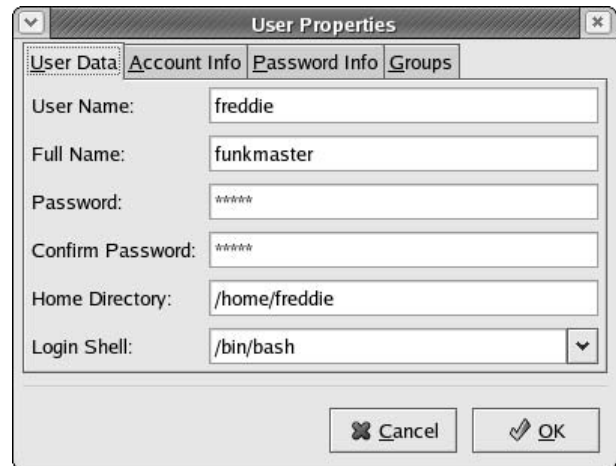 User Properties
User Data Account Info Password Info Groups
User Name: freddie
Full Name: funkmaster
Password: *****
Confirm Password: *****
Home Directory: /home/freddie
Login Shell: /bin/bash
Cancel OK